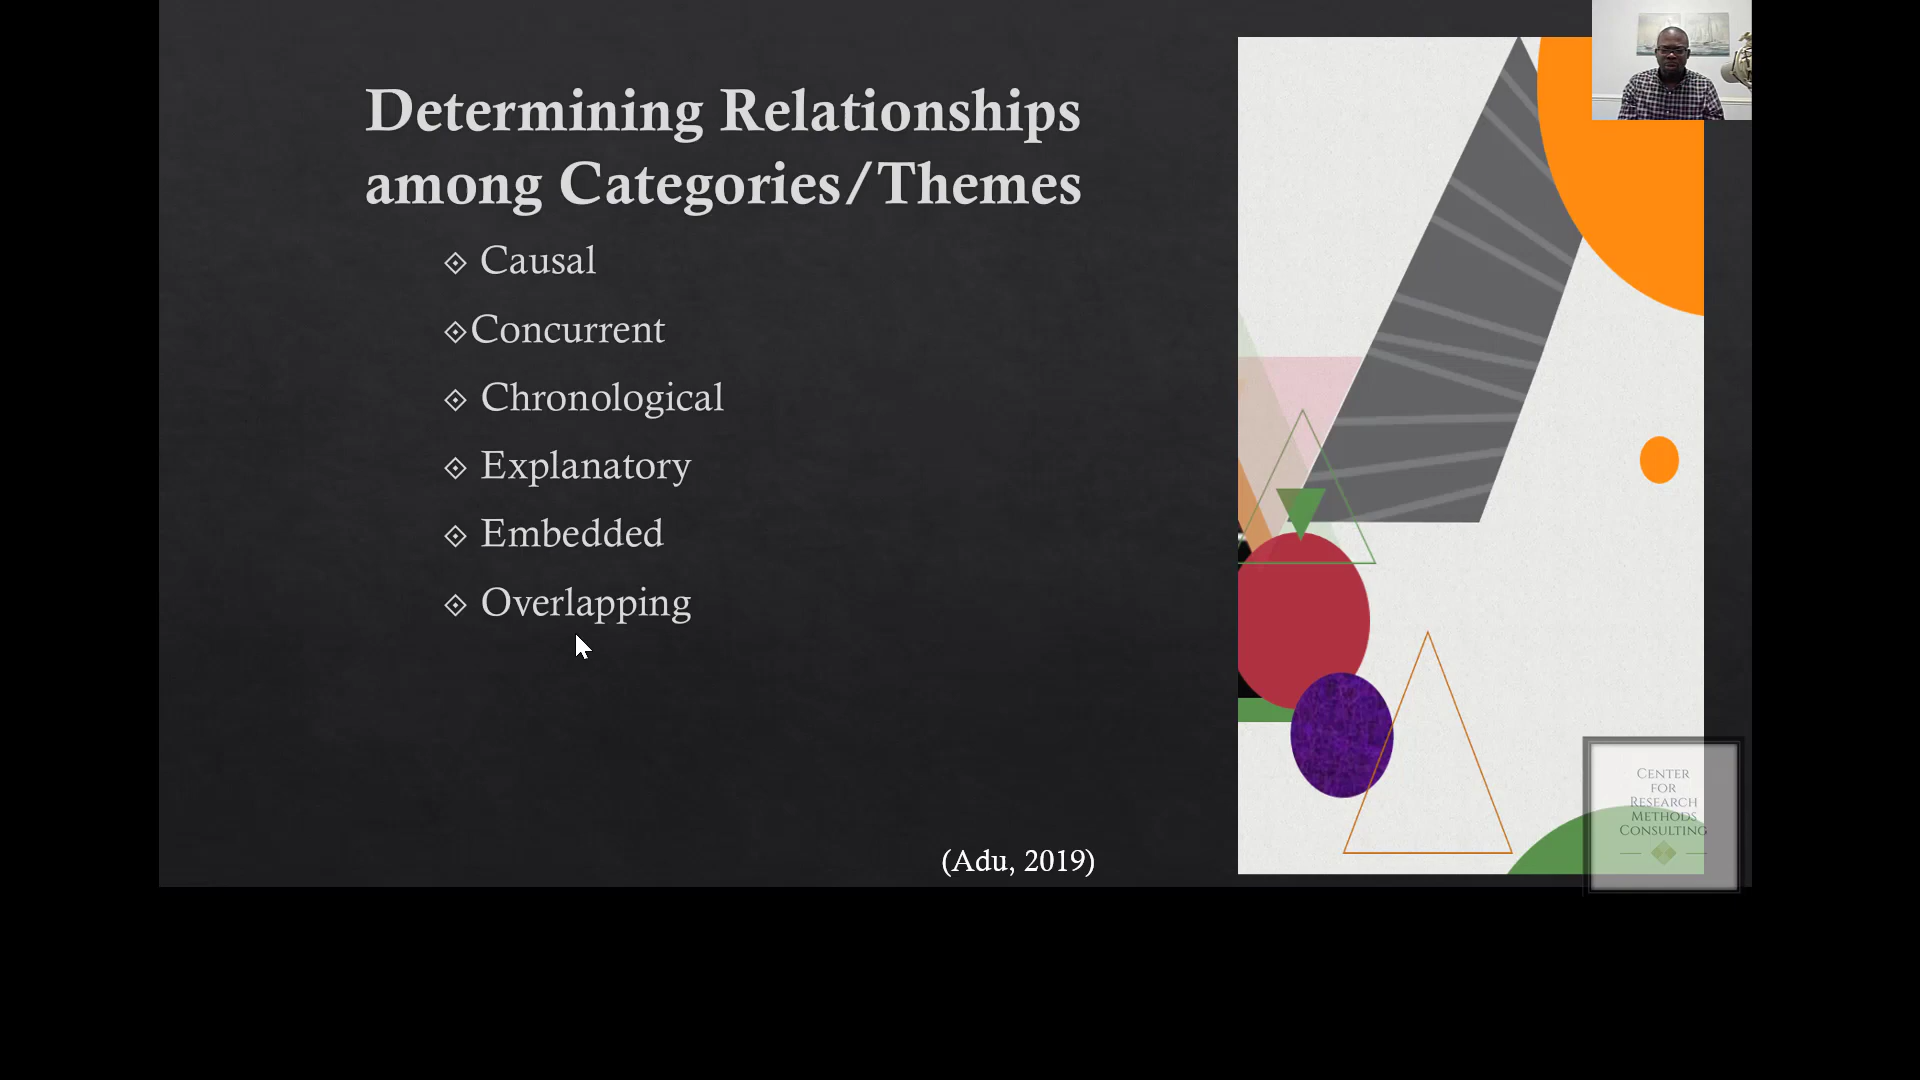 Determining Relationships
among Categories/Themes
Causal
Concurrent
Chronological
Explanatory
Embedded
Overlapping
(Adu, 2019)
CENTER
FOR
RESEARCH
METHODS
CONSULTING